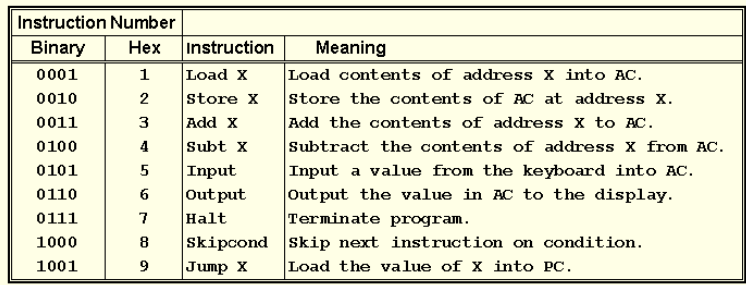 Instruction Number
Binary Hex Instruction Meaning
0001 1 Load X Load contents of address X into AC.
0010 2 Store X Store the contents of AC at address X.
0011 3 Add X Add the contents of address X to AC.
0100 4 Subt X Subtract the contents of address X from AC.
0101 5 Input Input a value from the keyboard into AC.
0110 6 Output Output the value in AC to the display.
0111 7 Halt Terminate program.
1000 8 Skipcond Skip next instruction on condition.
1001 9 Jump X Load the value of X into PC.